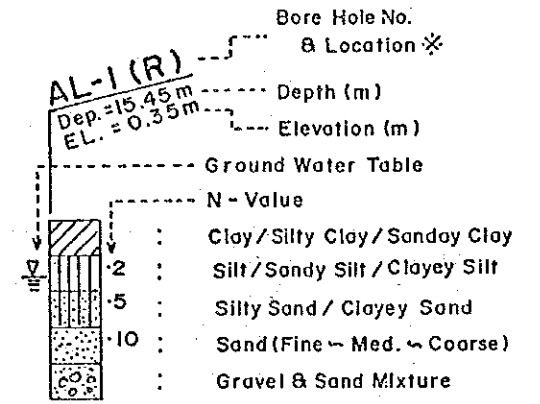 Bore Hole No.
& Location ※
AL-1 (R)
Dep.=15.45m
Depth (m)
EL. = 0.35m
Elevation (m)
Ground Water Table
N - Value
: Clay/Silty Clay/Sanday Clay
·2 : Silt/Sandy Silt/Clayey Silt
·5 : Silty Sand / Clayey Sand
·10 : Sand (Fine ~ Med. ~ Coarse)
: Gravel & Sand Mixture